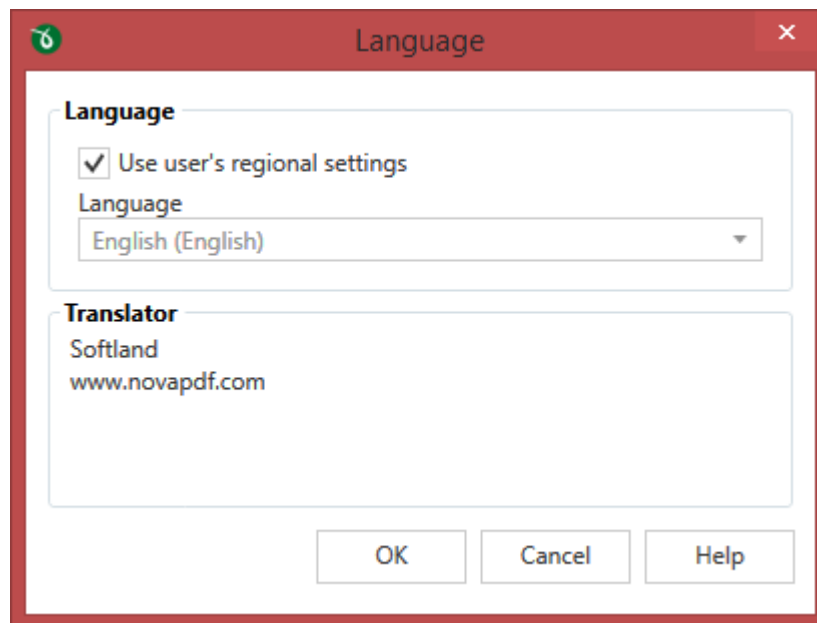 Language
Language
Use user's regional settings
Language
English (English)
Translator
Softland
www.novapdf.com
OK Cancel Help